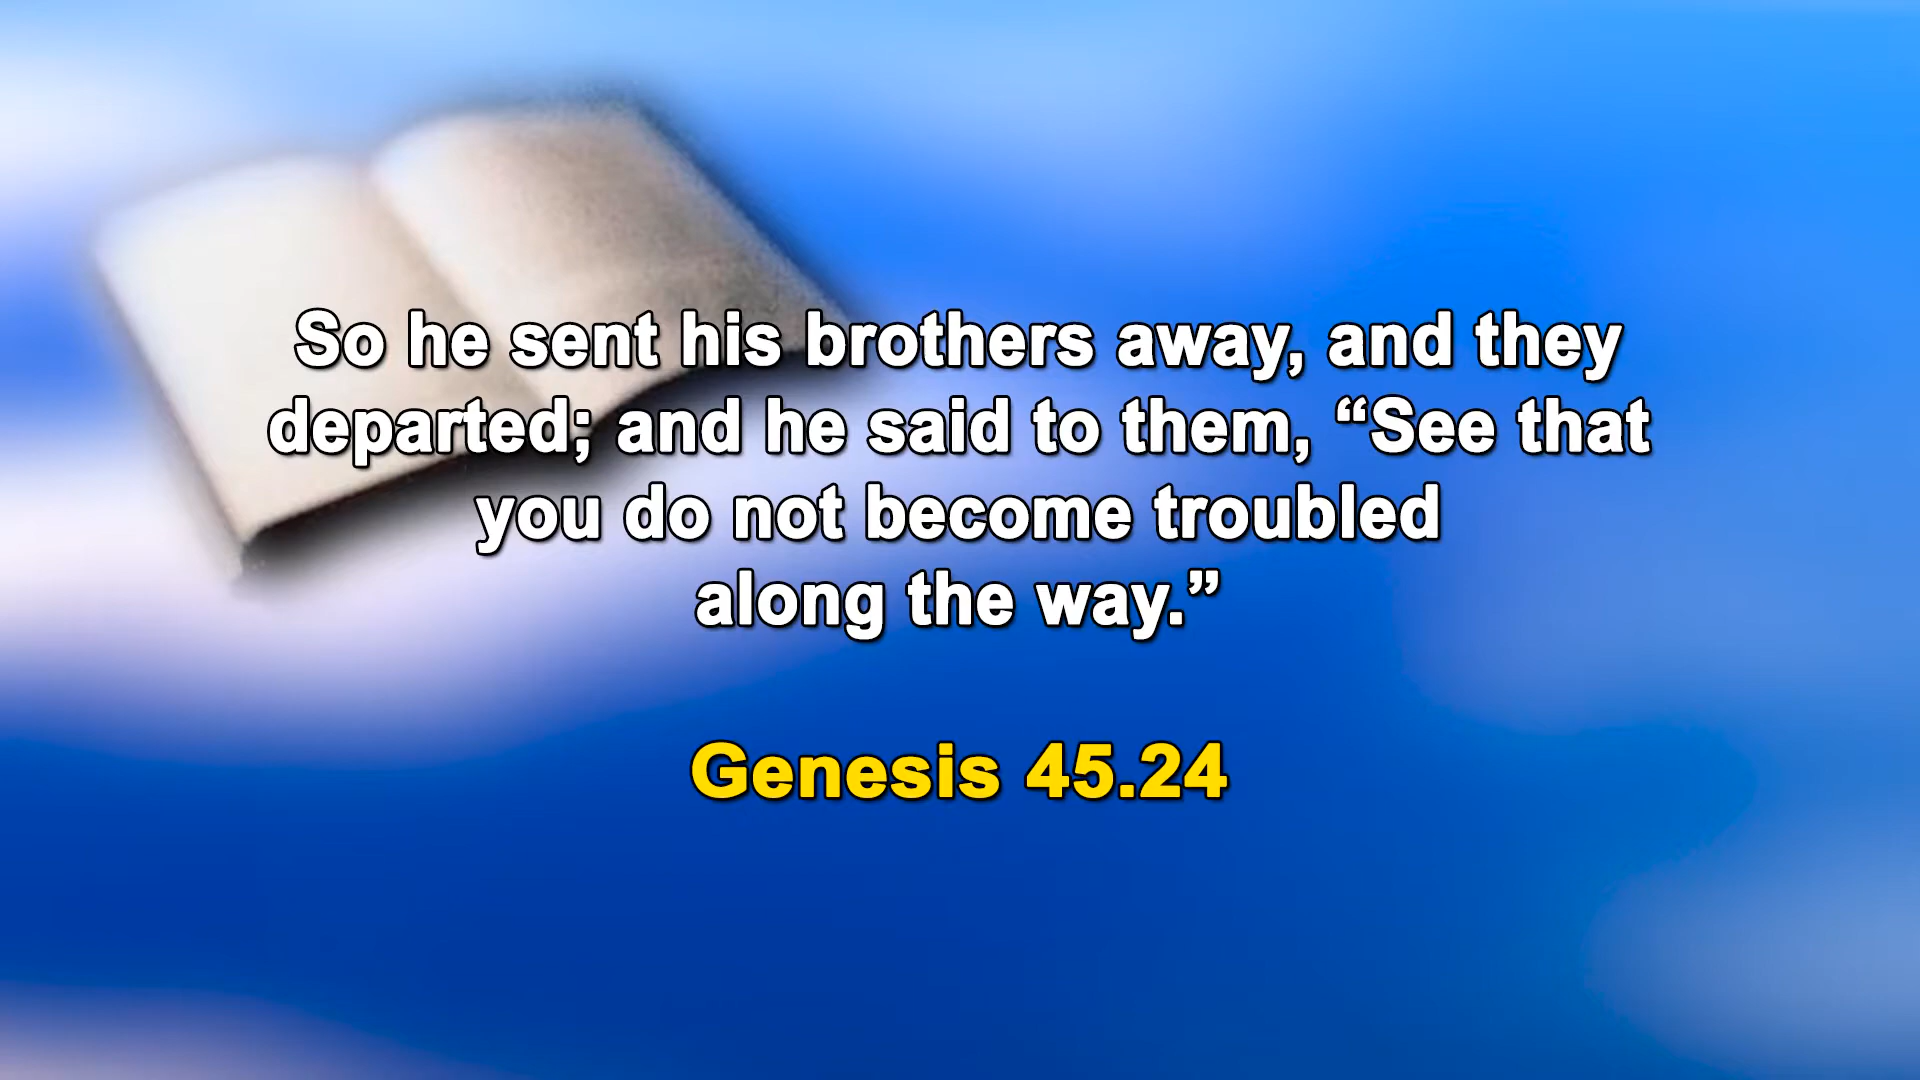 So he sent his brothers away, and they
departed; and he said to them, “See that
you do not become troubled
along the way.”
Genesis 45.24